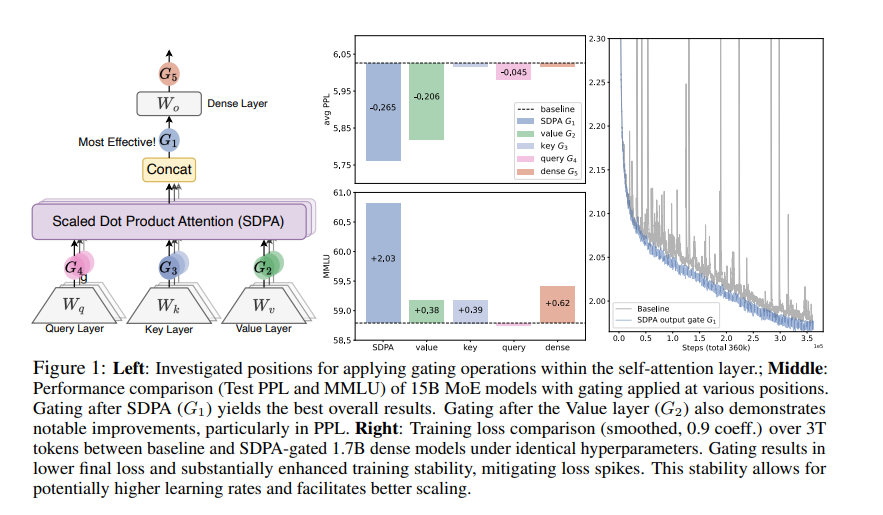 G5
Wo
Dense Layer
Most Effective!
G1
Concat
Scaled Dot Product Attention (SDPA)
G4
g
G3
G2
Wq
Wk
Wv
Query Layer
Key Layer
Value Layer
avg PPL
6,05
5,95
5,85
5,75
-0,265
-0,206
-0,045
baseline
SDPA G1
value G2
key G3
query G4
dense G5
MMLU
61.0
60,5
60.0
59.5
59.0
58,5
+2,03
+0,38
+0.39
+0.62
SDPA
value
key
query
dense
2.30
2.25
2.20
2.15
2.10
2.05
2.00
Baseline
SDPA output gate G1
0.0
0.5
1.0
1.5
2.0
2.5
3.0
3.5
Steps (total 360k)
1e5
Figure 1: Left: Investigated positions for applying gating operations within the self-attention layer.; Middle:
Performance comparison (Test PPL and MMLU) of 15B MoE models with gating applied at various positions.
Gating after SDPA (G1) yields the best overall results. Gating after the Value layer (G2) also demonstrates
notable improvements, particularly in PPL. Right: Training loss comparison (smoothed, 0.9 coeff.) over 3T
tokens between baseline and SDPA-gated 1.7B dense models under identical hyperparameters. Gating results in
lower final loss and substantially enhanced training stability, mitigating loss spikes. This stability allows for
potentially higher learning rates and facilitates better scaling.